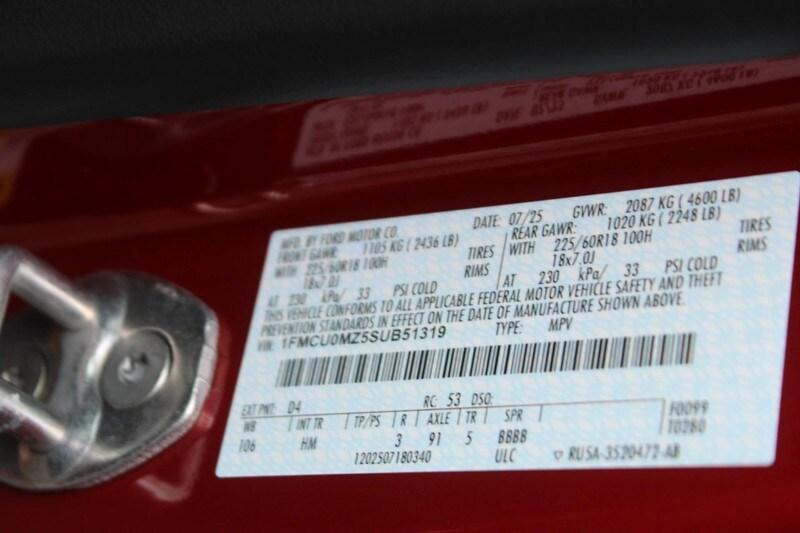 MFD. BY FORD MOTOR CO.
DATE: 07/25 GVWR: 2087 KG ( 4600 LB)
FRONT GAWR: 1105 KG ( 2436 LB) REAR GAWR: 1020 KG ( 2248 LB)
WITH 225/60R18 100H TIRES WITH 225/60R18 100H TIRES
18x7.0J RIMS 18x7.0J RIMS
AT 230 kPa/ 33 PSI COLD AT 230 kPa/ 33 PSI COLD
THIS VEHICLE CONFORMS TO ALL APPLICABLE FEDERAL MOTOR VEHICLE SAFETY AND THEFT
PREVENTION STANDARDS IN EFFECT ON THE DATE OF MANUFACTURE SHOWN ABOVE.
VIN: 1FMCU0MZ5SUB51319 TYPE: MPV
EXT PNT: D4 RC: 53 DSO: F0099
WB INT TR TP/PS R AXLE TR SPR T0280
106 HM 3 91 5 BBBB
1202507180340 ULC RUSA-3520472-AB